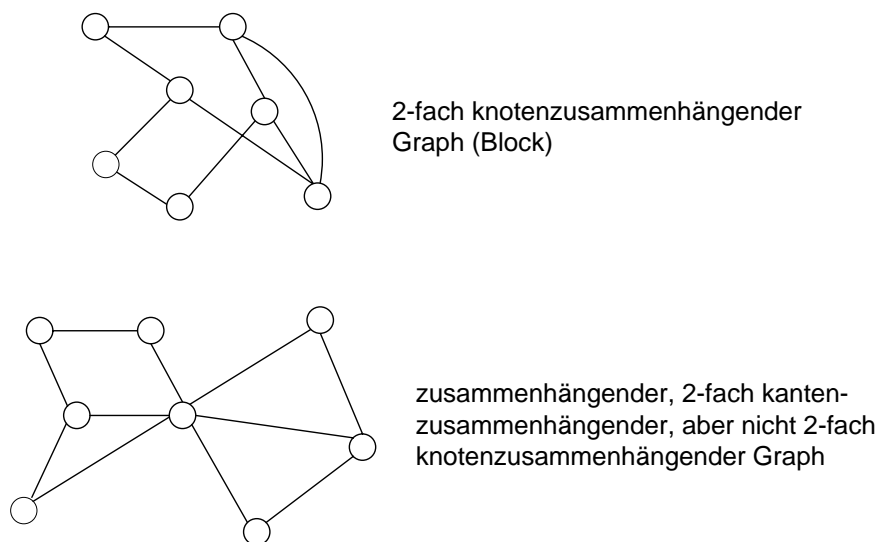 2-fach knotenzusammenhängender
Graph (Block)
zusammenhängender, 2-fach kanten-
zusammenhängender, aber nicht 2-fach
knotenzusammenhängender Graph